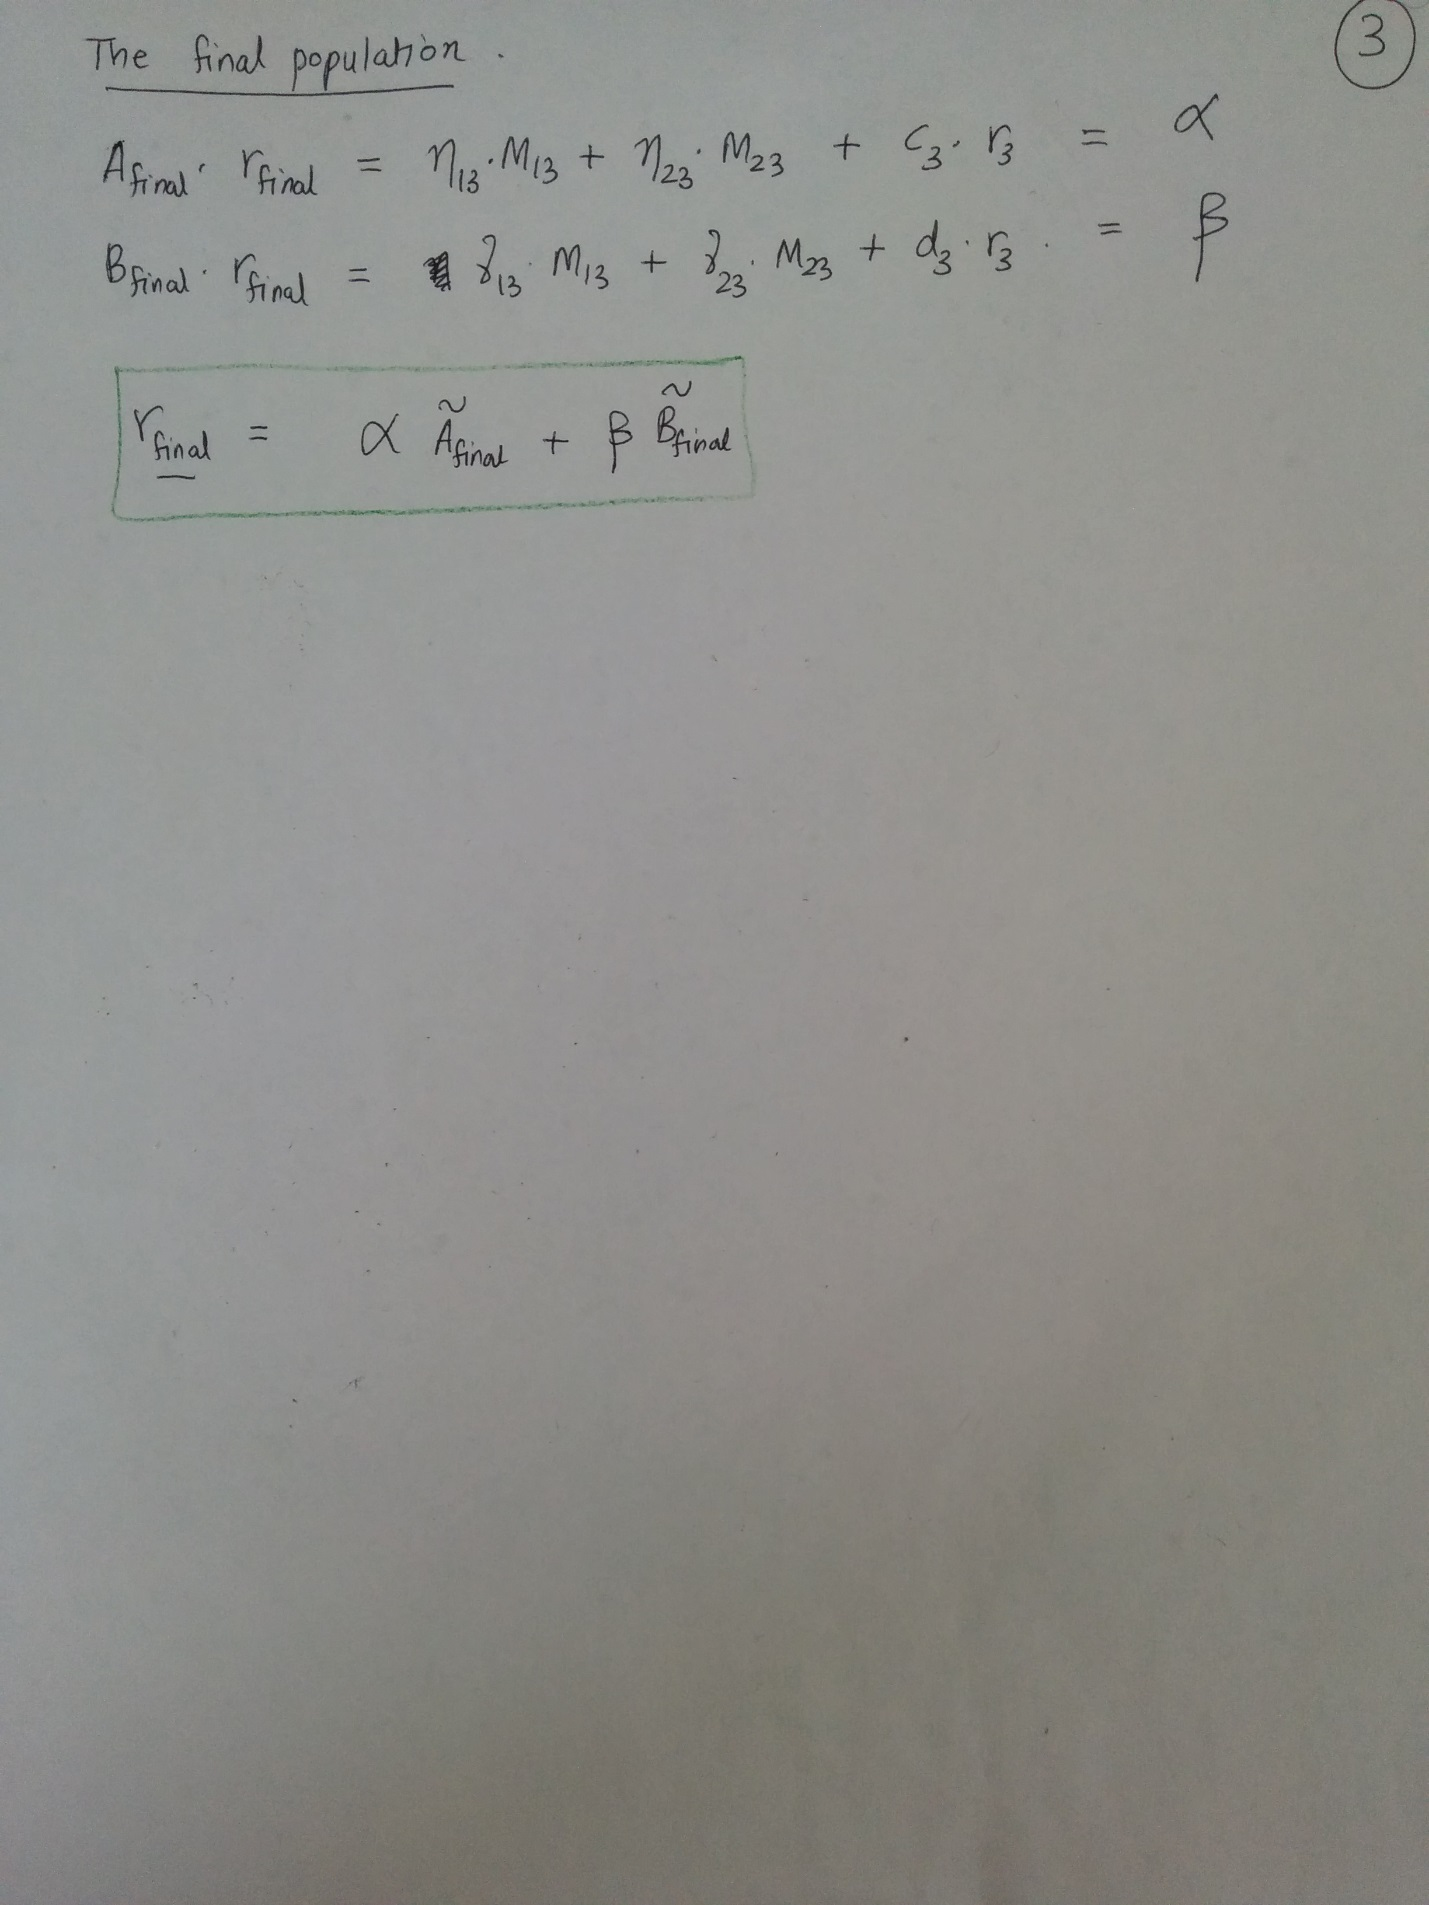 The final population.
3
A_final · r_final = η_13 · M_13 + η_23 · M_23 + c_3 · r_3 = α
B_final · r_final = γ_13 · M_13 + γ_23 · M_23 + d_3 · r_3 . = β
r_final = α Ã_final + β B̃_final